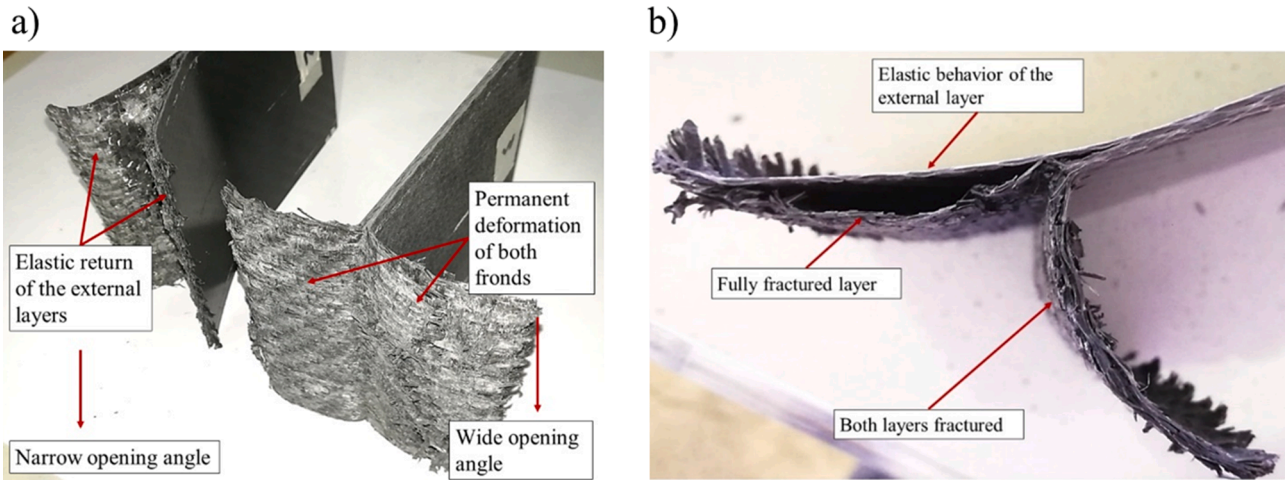 a)
b)
Elastic return
of the external
layers
Narrow opening angle
Permanent
deformation
of both
fronds
Wide opening
angle
Elastic behavior of the
external layer
Fully fractured layer
Both layers fractured